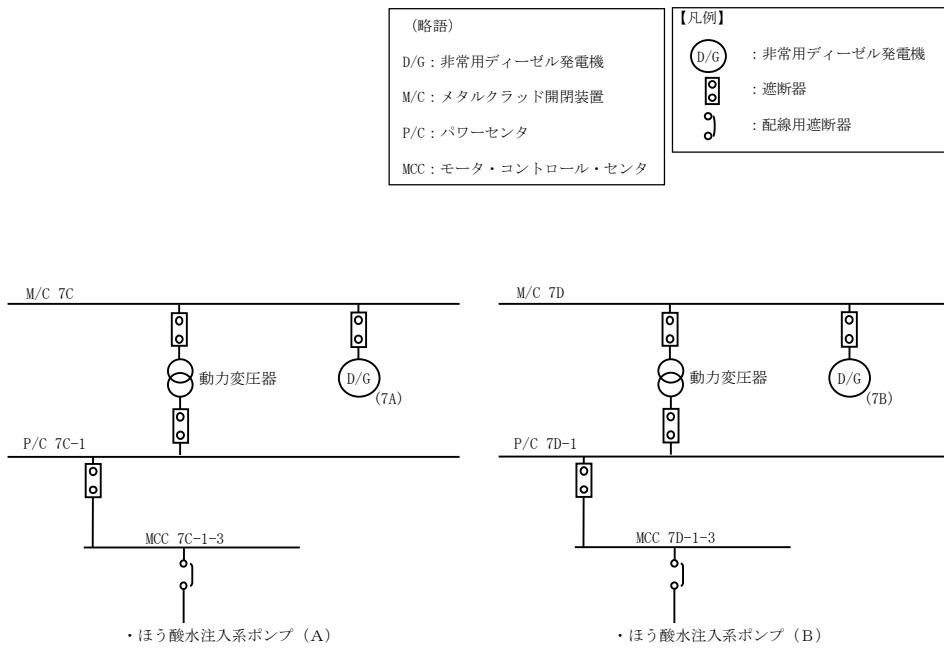 (略語)
D/G：非常用ディーゼル発電機
M/C：メタルクラッド開閉装置
P/C：パワーセンタ
MCC：モータ・コントロール・センタ
【凡例】
D/G ：非常用ディーゼル発電機
：遮断器
：配線用遮断器
M/C 7C
動力変圧器
D/G
(7A)
P/C 7C-1
MCC 7C-1-3
・ほう酸水注入系ポンプ（A）
M/C 7D
動力変圧器
D/G
(7B)
P/C 7D-1
MCC 7D-1-3
・ほう酸水注入系ポンプ（B）